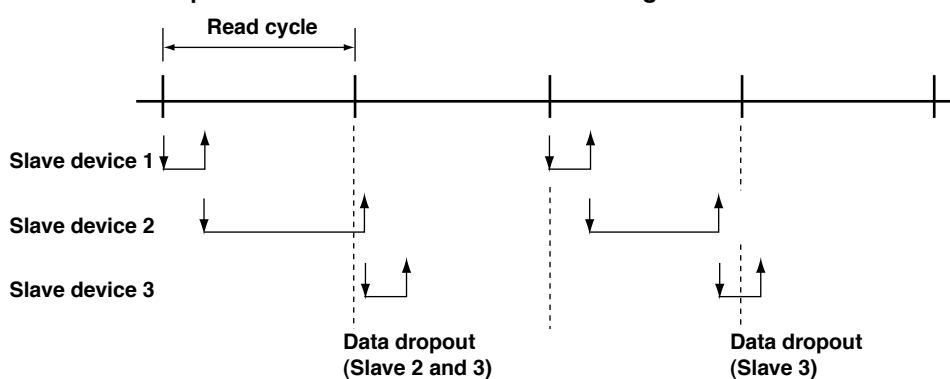 Read cycle
Slave device 1
Slave device 2
Slave device 3
Data dropout
(Slave 2 and 3)
Data dropout
(Slave 3)